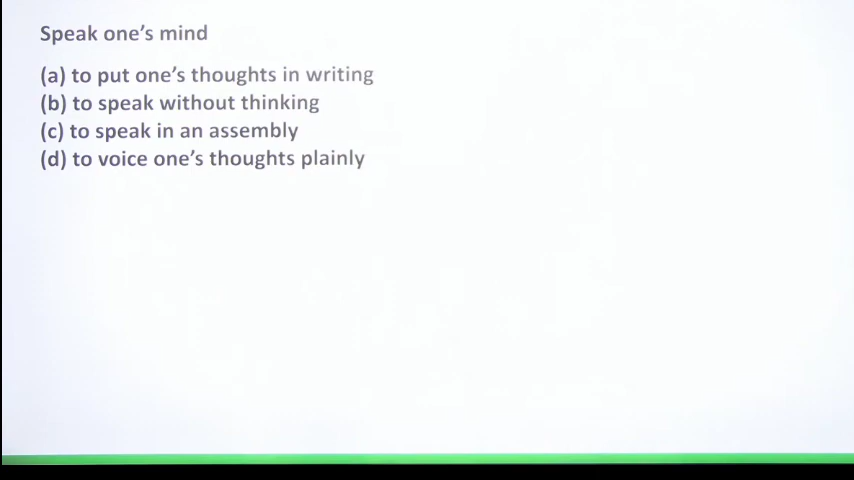 Speak one’s mind
(a) to put one’s thoughts in writing
(b) to speak without thinking
(c) to speak in an assembly
(d) to voice one’s thoughts plainly